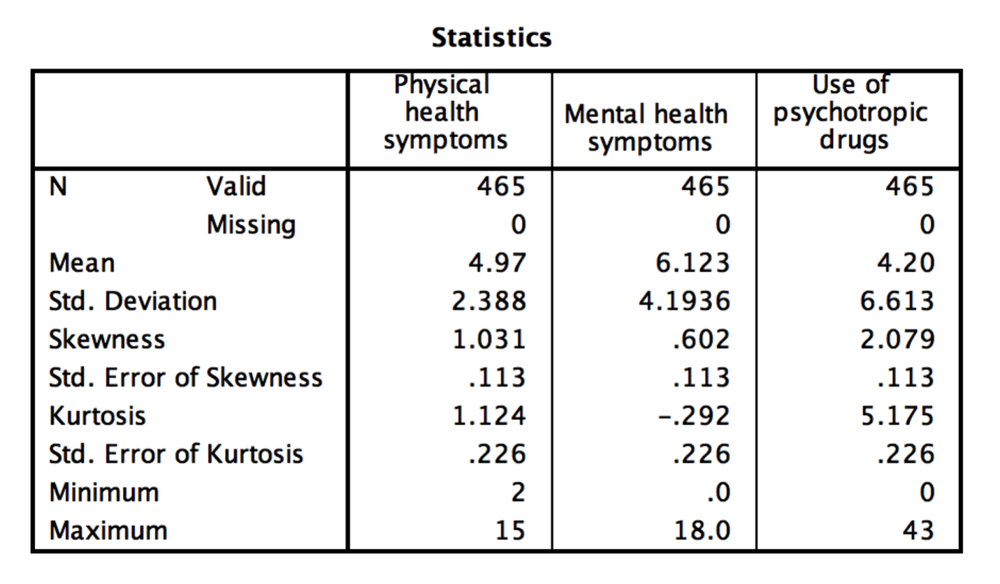 Statistics
Physical health symptoms Mental health symptoms Use of psychotropic drugs
N Valid 465 465 465
Missing 0 0 0
Mean 4.97 6.123 4.20
Std. Deviation 2.388 4.1936 6.613
Skewness 1.031 .602 2.079
Std. Error of Skewness .113 .113 .113
Kurtosis 1.124 -.292 5.175
Std. Error of Kurtosis .226 .226 .226
Minimum 2 .0 0
Maximum 15 18.0 43